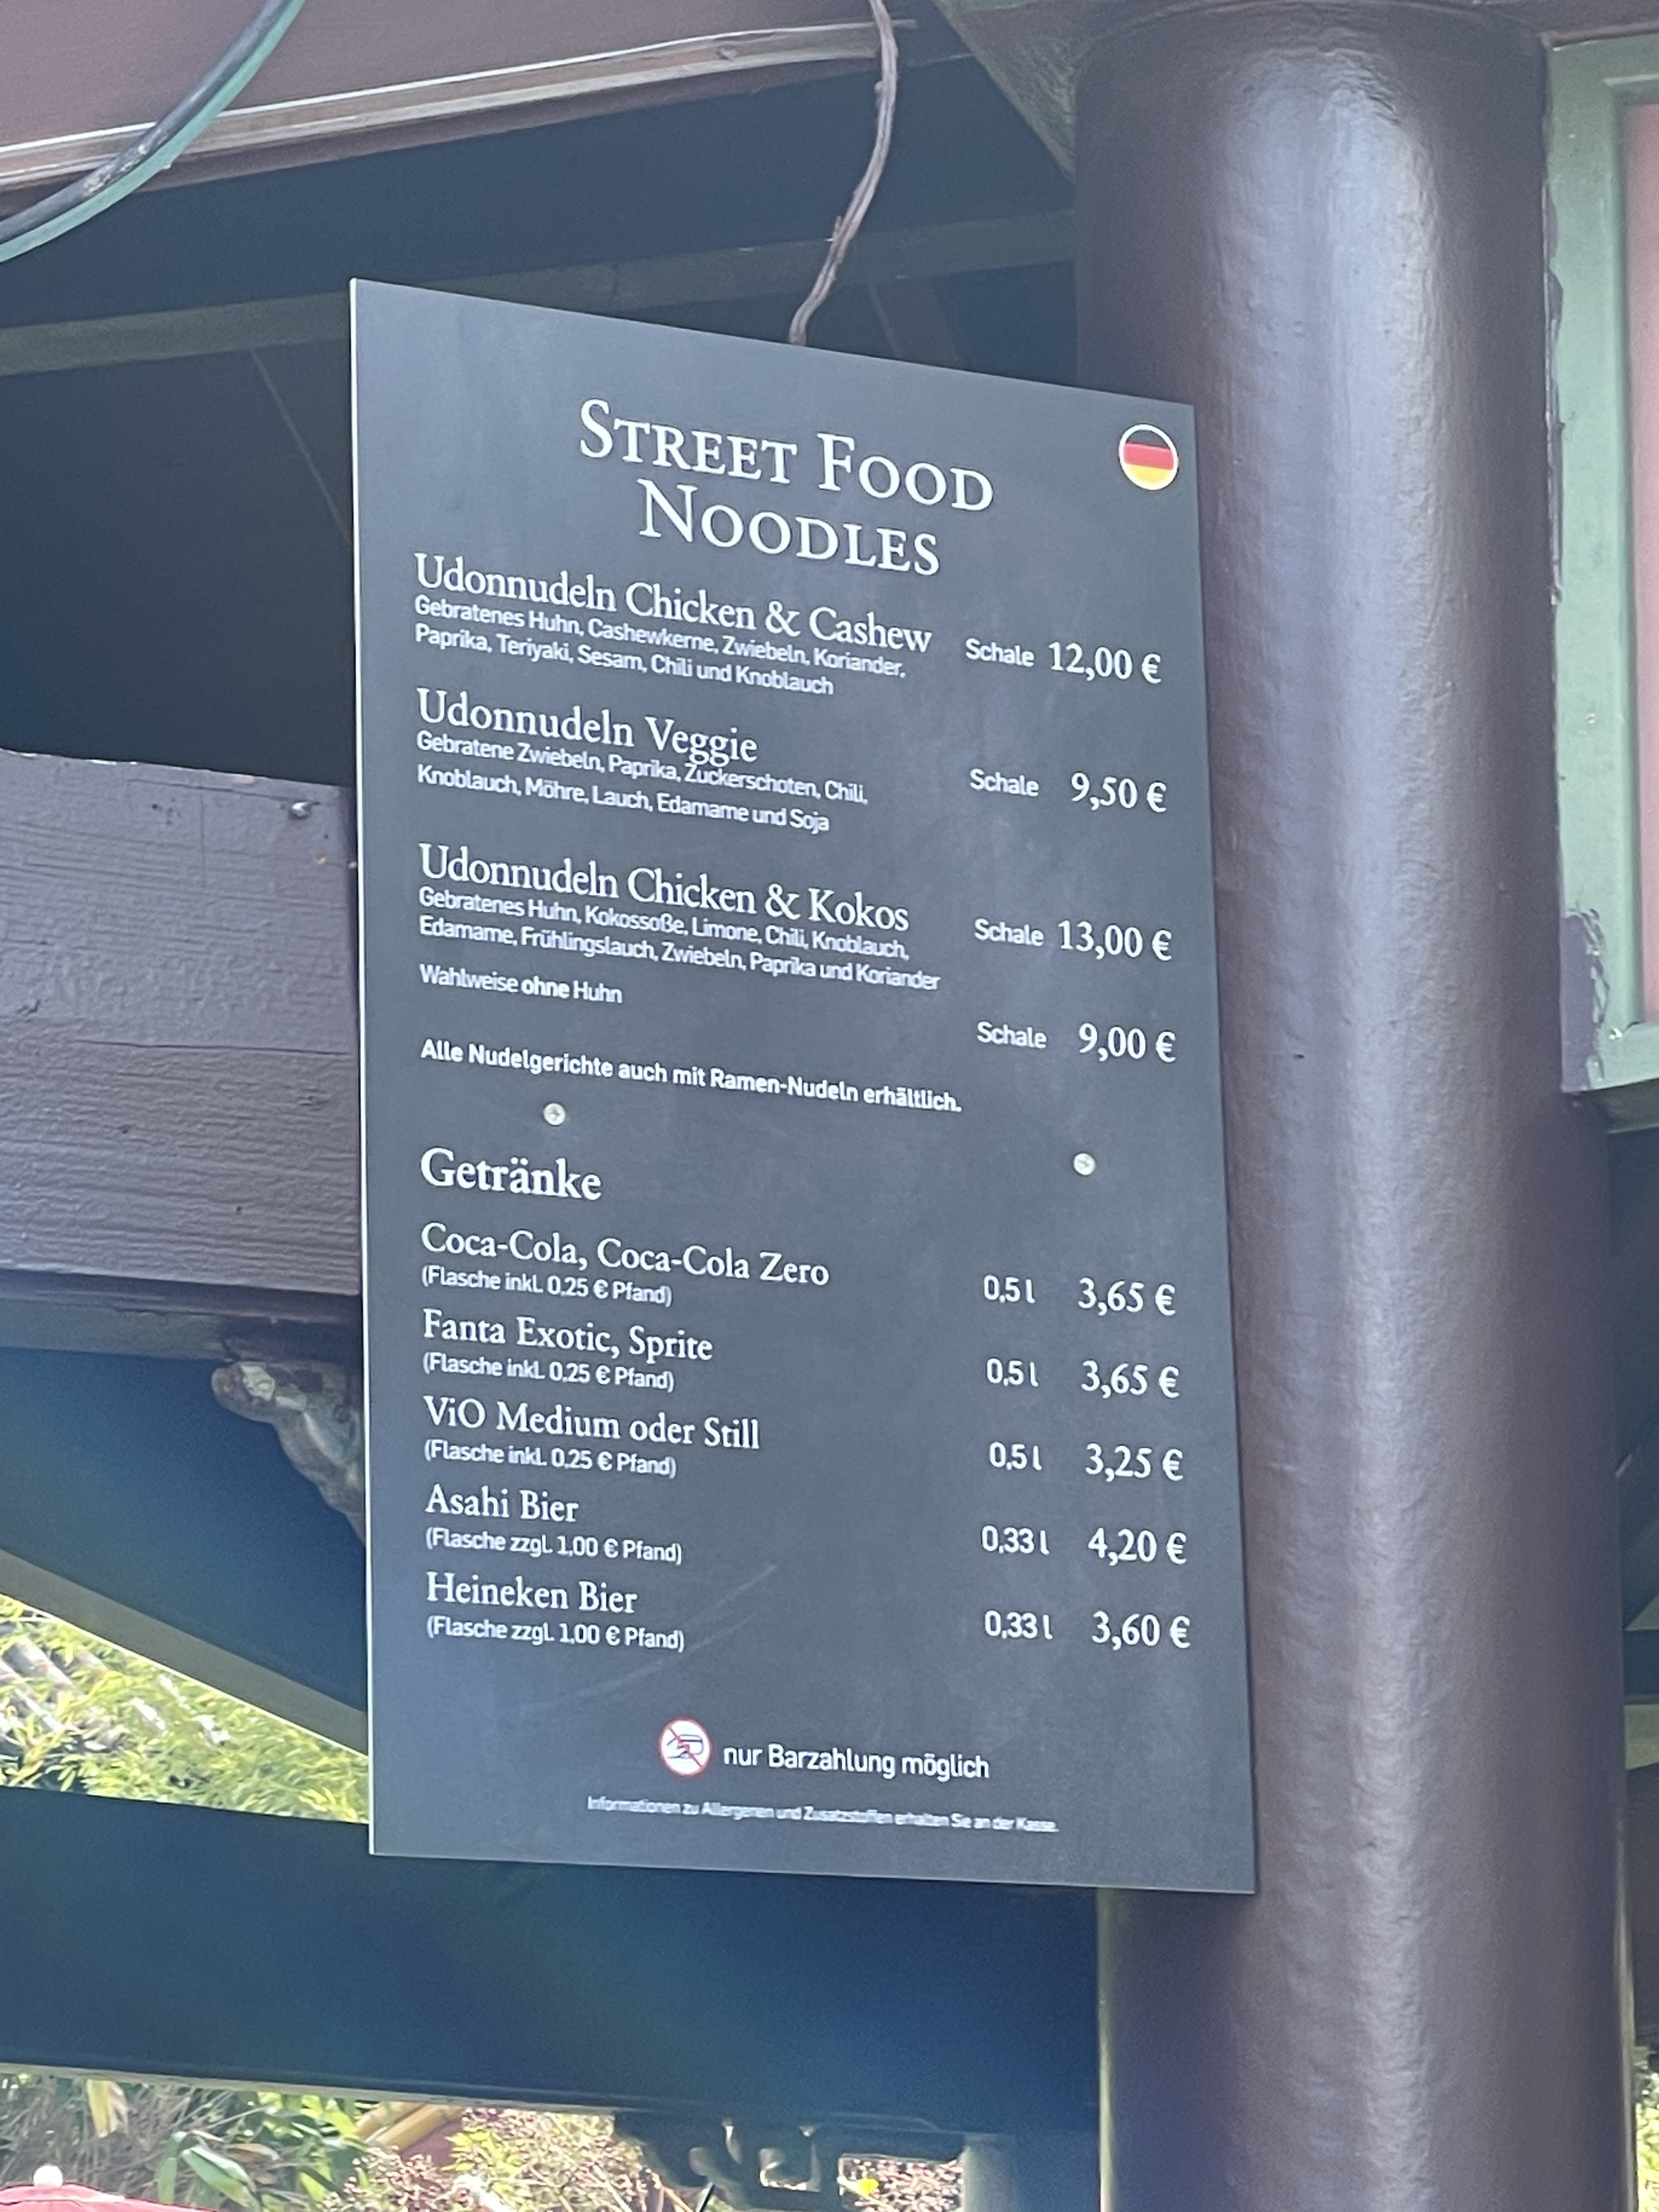 STREET FOOD
NOODLES
Udonnudeln Chicken & Cashew
Gebratenes Huhn, Cashewkerne, Zwiebeln, Koriander,
Paprika, Teriyaki, Sesam, Chili und Knoblauch
Schale 12,00 €
Udonnudeln Veggie
Gebratene Zwiebeln, Paprika, Zuckerschoten, Chili,
Knoblauch, Möhre, Lauch, Edamame und Soja
Schale 9,50 €
Udonnudeln Chicken & Kokos
Gebratenes Huhn, Kokossoße, Limone, Chili, Knoblauch,
Edamame, Frühlingslauch, Zwiebeln, Paprika und Koriander
Schale 13,00 €
Wahlweise ohne Huhn
Schale 9,00 €
Alle Nudelgerichte auch mit Ramen-Nudeln erhältlich.
Getränke
Coca-Cola, Coca-Cola Zero
(Flasche inkl. 0,25 € Pfand)
0,5 l 3,65 €
Fanta Exotic, Sprite
(Flasche inkl. 0,25 € Pfand)
0,5 l 3,65 €
ViO Medium oder Still
(Flasche inkl. 0,25 € Pfand)
0,5 l 3,25 €
Asahi Bier
(Flasche zzgl. 1,00 € Pfand)
0,33 l 4,20 €
Heineken Bier
(Flasche zzgl. 1,00 € Pfand)
0,33 l 3,60 €
nur Barzahlung möglich
Informationen zu Allergenen und Zusatzstoffen erhalten Sie an der Kasse.